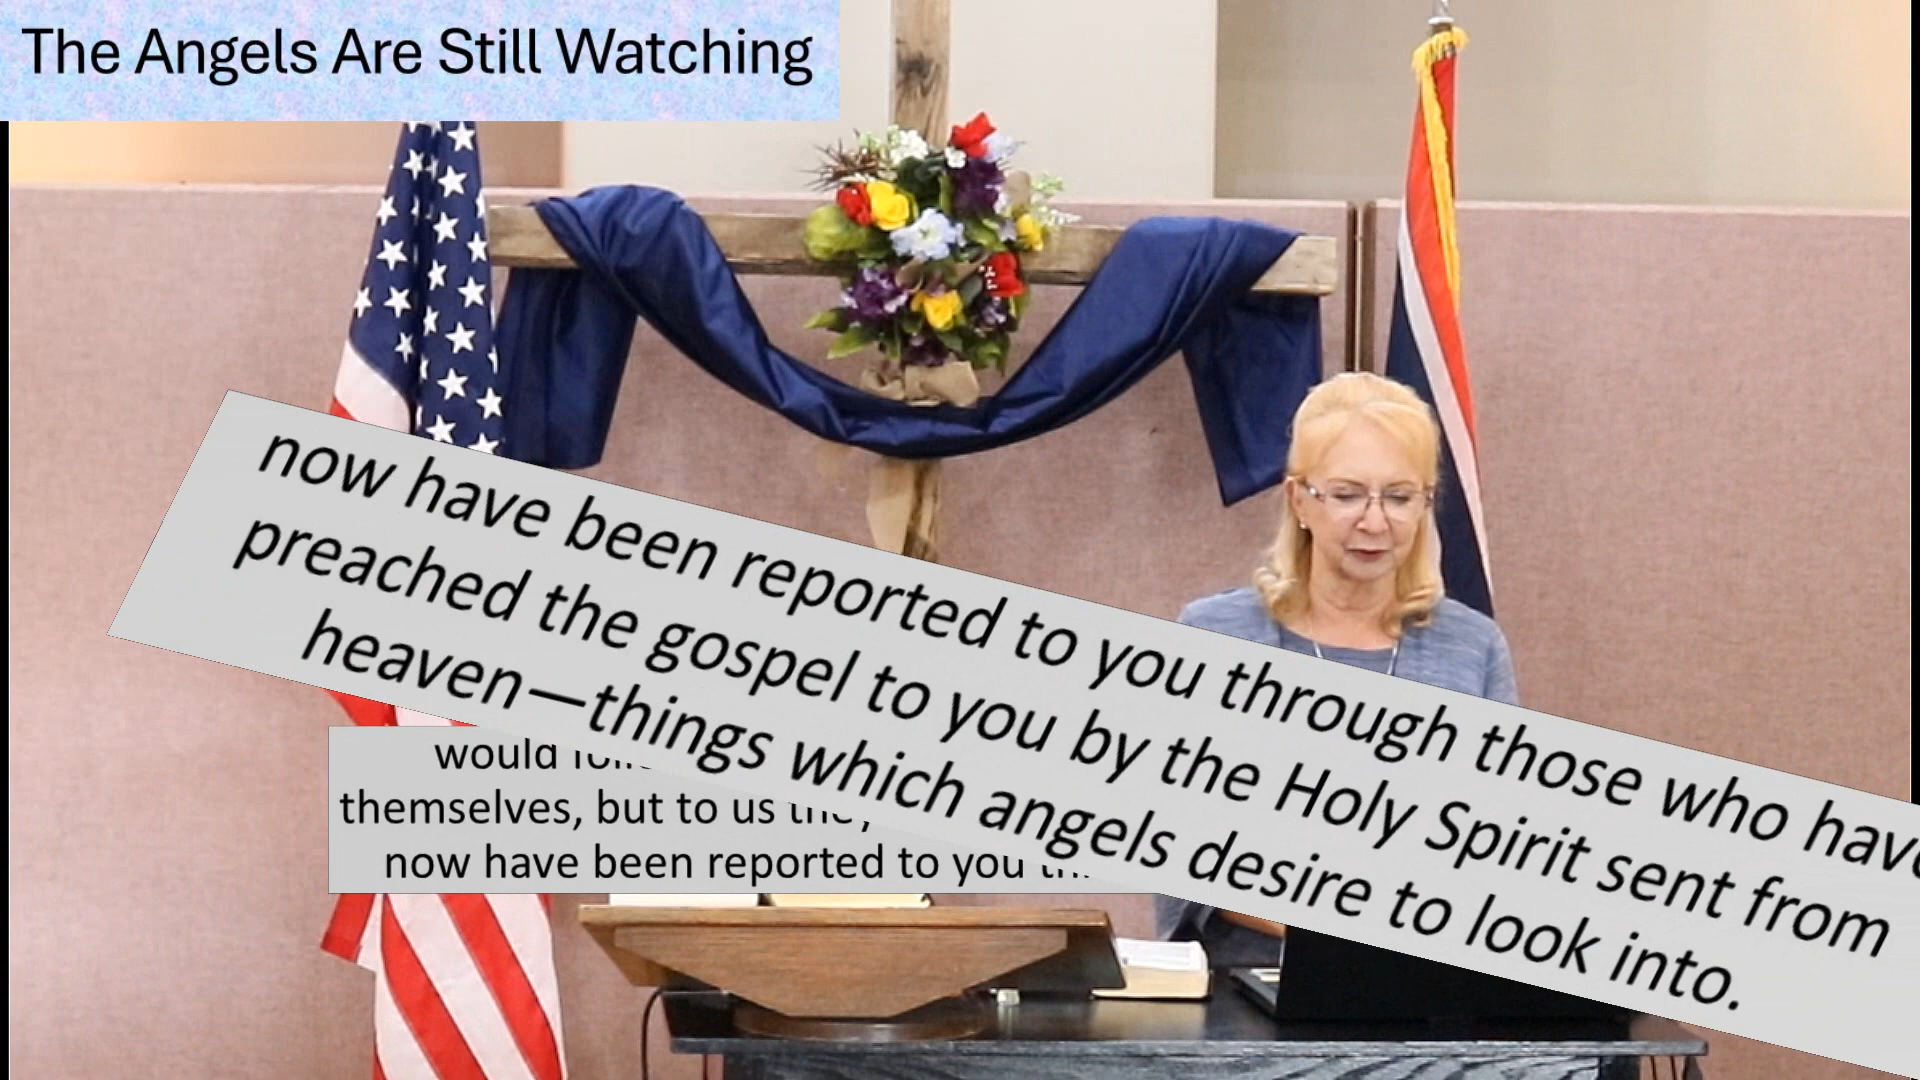 The Angels Are Still Watching
now have been reported to you through those who have
preached the gospel to you by the Holy Spirit sent from
heaven—things which angels desire to look into.
would
themselves, but to us
now have been reported to you